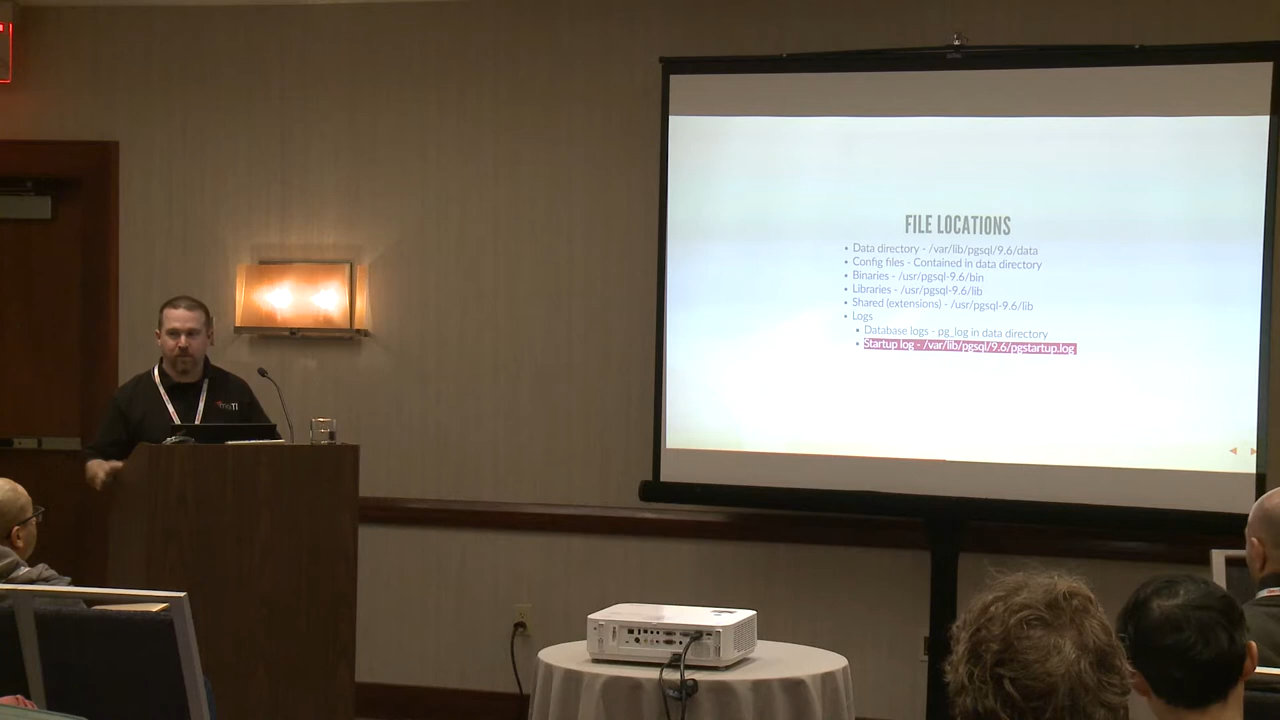 FILE LOCATIONS
• Data directory - /var/lib/pgsql/9.6/data
• Config files - Contained in data directory
• Binaries - /usr/pgsql-9.6/bin
• Libraries - /usr/pgsql-9.6/lib
• Shared (extensions) - /usr/pgsql-9.6/lib
• Logs
• Database logs - pg_log in data directory
• Startup log - /var/lib/pgsql/9.6/pgstartup.log